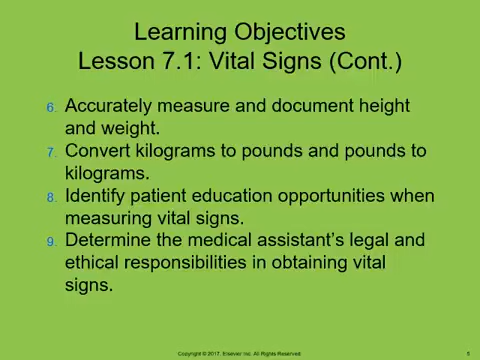 Learning Objectives
Lesson 7.1: Vital Signs (Cont.)
6. Accurately measure and document height
and weight.
7. Convert kilograms to pounds and pounds to
kilograms.
8. Identify patient education opportunities when
measuring vital signs.
9. Determine the medical assistant's legal and
ethical responsibilities in obtaining vital
signs.
Copyright © 2017, Elsevier Inc. All Rights Reserved.